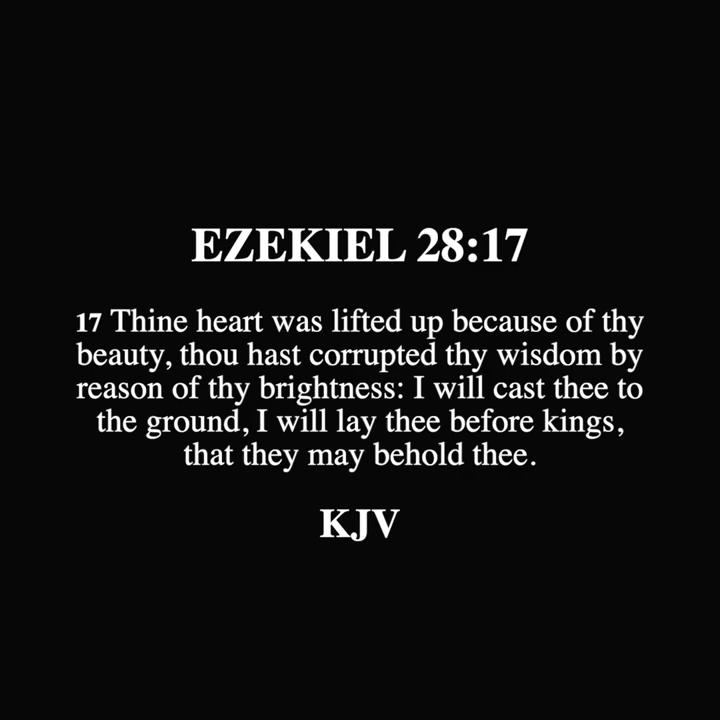 EZEKIEL 28:17
17 Thine heart was lifted up because of thy
beauty, thou hast corrupted thy wisdom by
reason of thy brightness: I will cast thee to
the ground, I will lay thee before kings,
that they may behold thee.
KJV